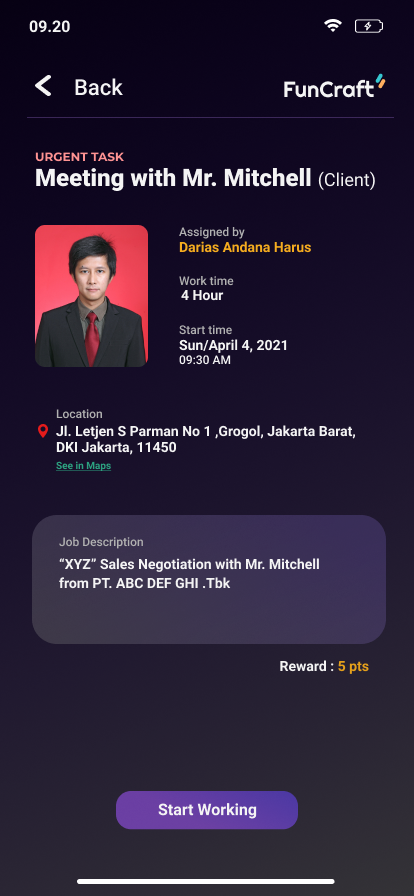 09.20
Back
FunCraft
URGENT TASK
Meeting with Mr. Mitchell (Client)
Assigned by
Darias Andana Harus
Work time
4 Hour
Start time
Sun/April 4, 2021
09:30 AM
Location
Jl. Letjen S Parman No 1 ,Grogol, Jakarta Barat,
DKI Jakarta, 11450
See in Maps
Job Description
“XYZ” Sales Negotiation with Mr. Mitchell
from PT. ABC DEF GHI .Tbk
Reward : 5 pts
Start Working